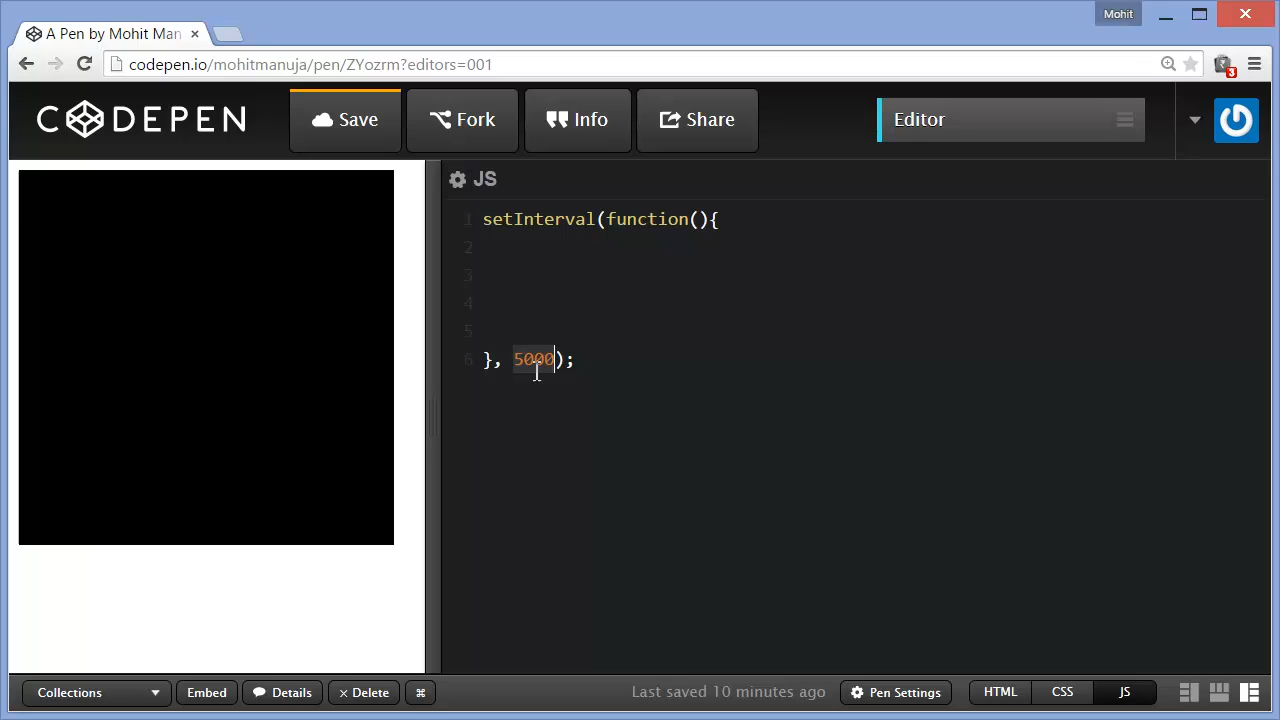 Mohit
A Pen by Mohit Man ×
codepen.io/mohitmanuja/pen/ZYozrm?editors=001
3
CODEPEN
Save
Fork
Info
Share
Editor
JS
1 setInterval(function(){
2
3
4
5
6 }, 5000);
Collections
Embed
Details
× Delete
⌘
Last saved 10 minutes ago
Pen Settings
HTML
CSS
JS